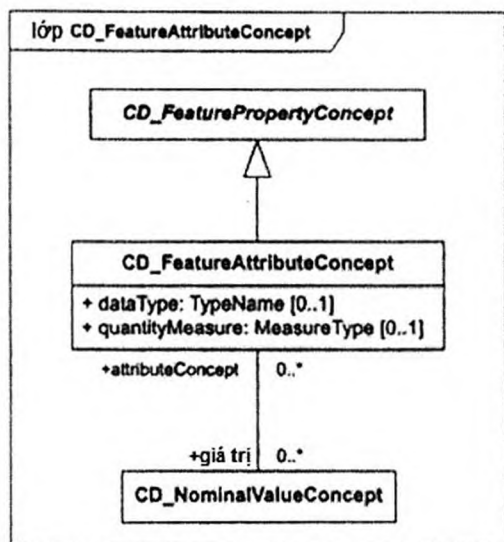 lớp CD_FeatureAttributeConcept
CD_FeaturePropertyConcept
CD_FeatureAttributeConcept
+ dataType: TypeName [0..1]
+ quantityMeasure: MeasureType [0..1]
+attributeConcept 0..*
+giá trị 0..*
CD_NominalValueConcept